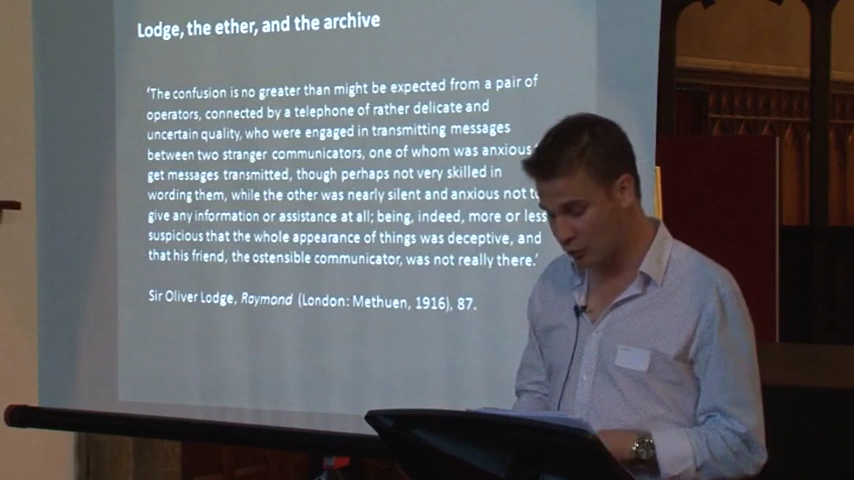 Lodge, the ether, and the archive
'The confusion is no greater than might be expected from a pair of
operators, connected by a telephone of rather delicate and
uncertain quality, who were engaged in transmitting messages
between two stranger communicators, one of whom was anxious
get messages transmitted, though perhaps not very skilled in
wording them, while the other was nearly silent and anxious not to
give any information or assistance at all; being, indeed, more or less
suspicious that the whole appearance of things was deceptive, and
that his friend, the ostensible communicator, was not really there.'
Sir Oliver Lodge, Raymond (London: Methuen, 1916), 87.